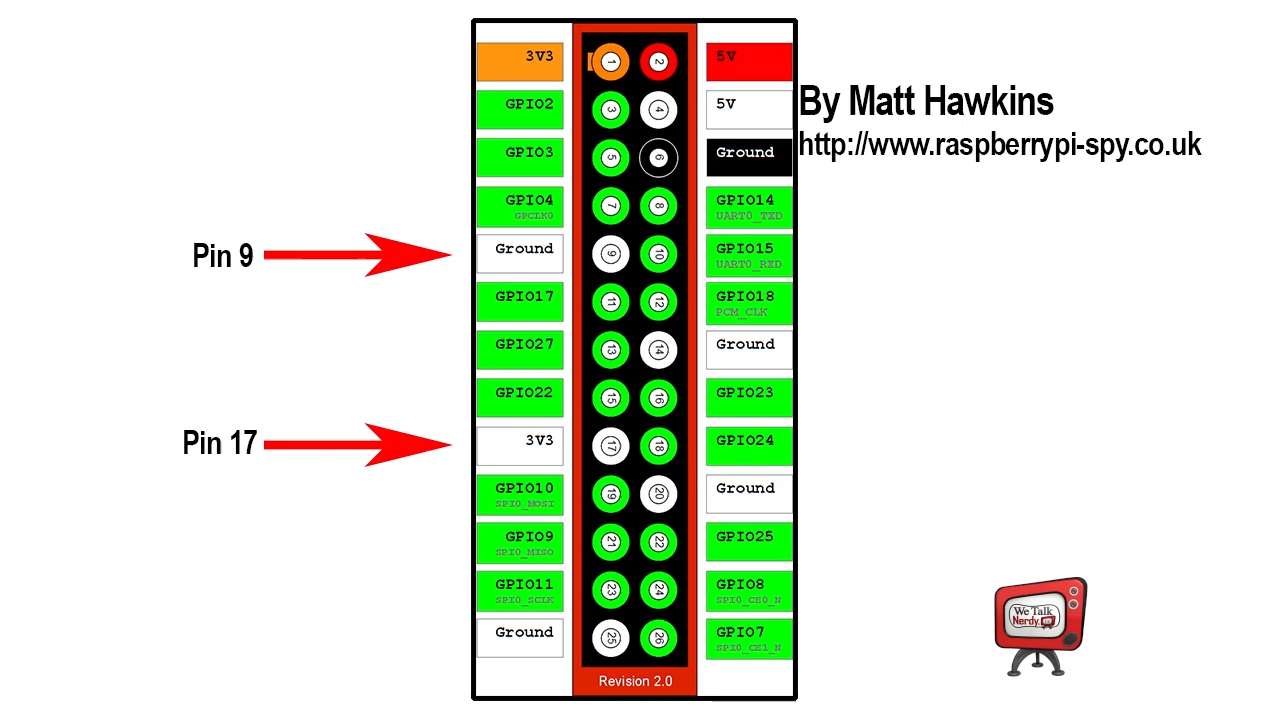 3V3 1 2 5V
GPIO2 3 4 5V
By Matt Hawkins
GPIO3 5 6 Ground
http://www.raspberrypi-spy.co.uk
GPIO4 7 8 GPIO14
GPCLK0 UART0_TXD
Pin 9
Ground 9 10 GPIO15
UART0_RXD
GPIO17 11 12 GPIO18
PCM_CLK
GPIO27 13 14 Ground
GPIO22 15 16 GPIO23
Pin 17
3V3 17 18 GPIO24
GPIO10 19 20 Ground
SPI0_MOSI
GPIO9 21 22 GPIO25
SPI0_MISO
GPIO11 23 24 GPIO8
SPI0_SCLK SPI0_CE0_N
Ground 25 26 GPIO7
SPI0_CE1_N
Revision 2.0
We Talk
Nerdy